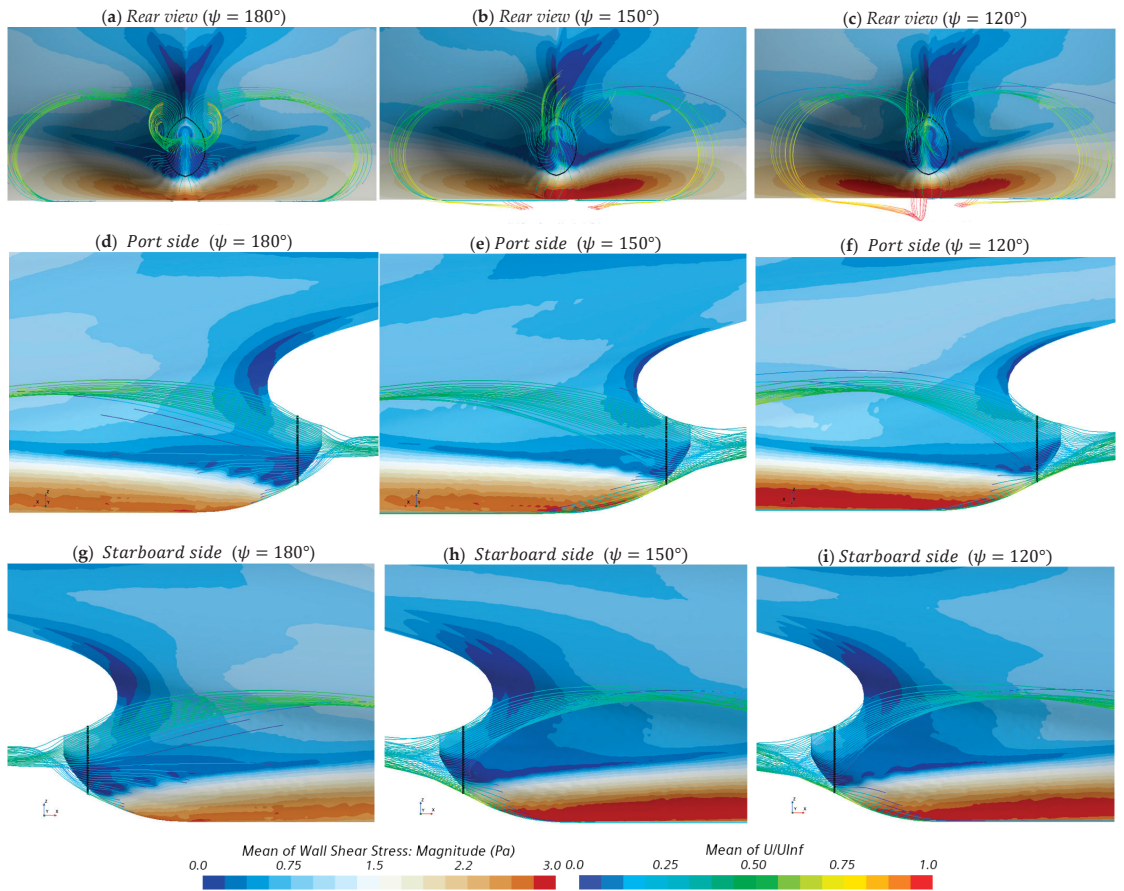 (a) Rear view (ψ = 180°)
(b) Rear view (ψ = 150°)
(c) Rear view (ψ = 120°)
(d) Port side (ψ = 180°)
(e) Port side (ψ = 150°)
(f) Port side (ψ = 120°)
X Z Y
X Z Y
X Z Y
(g) Starboard side (ψ = 180°)
(h) Starboard side (ψ = 150°)
(i) Starboard side (ψ = 120°)
Z Y X
Z Y X
Z Y X
Mean of Wall Shear Stress: Magnitude (Pa)
0.0 0.75 1.5 2.2 3.0
Mean of U/UInf
0.0 0.25 0.50 0.75 1.0